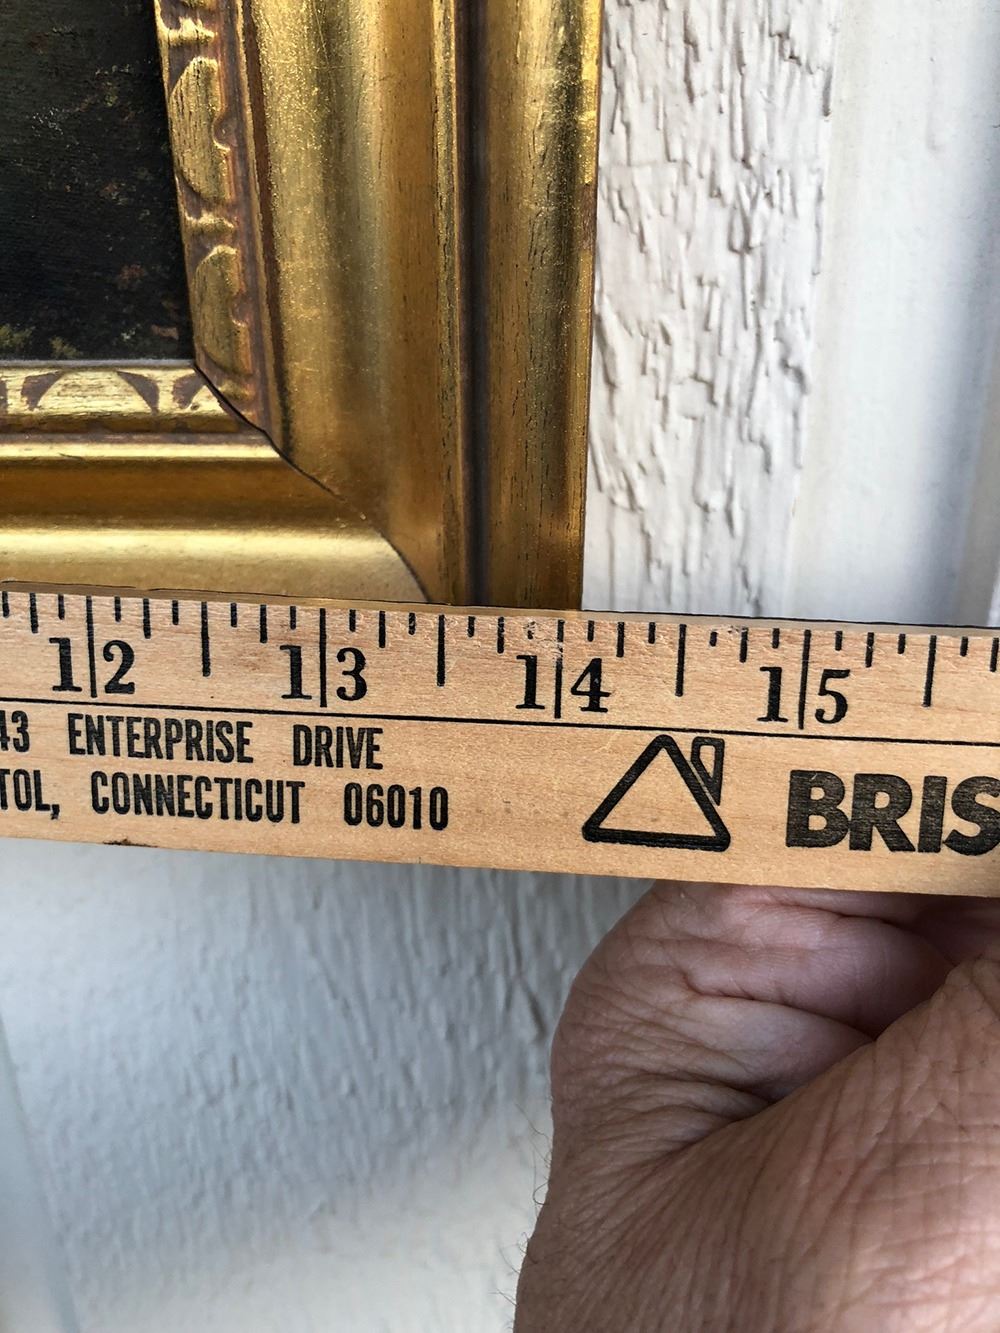 12 13 14 15
43 ENTERPRISE DRIVE
TOL, CONNECTICUT 06010
BRIS